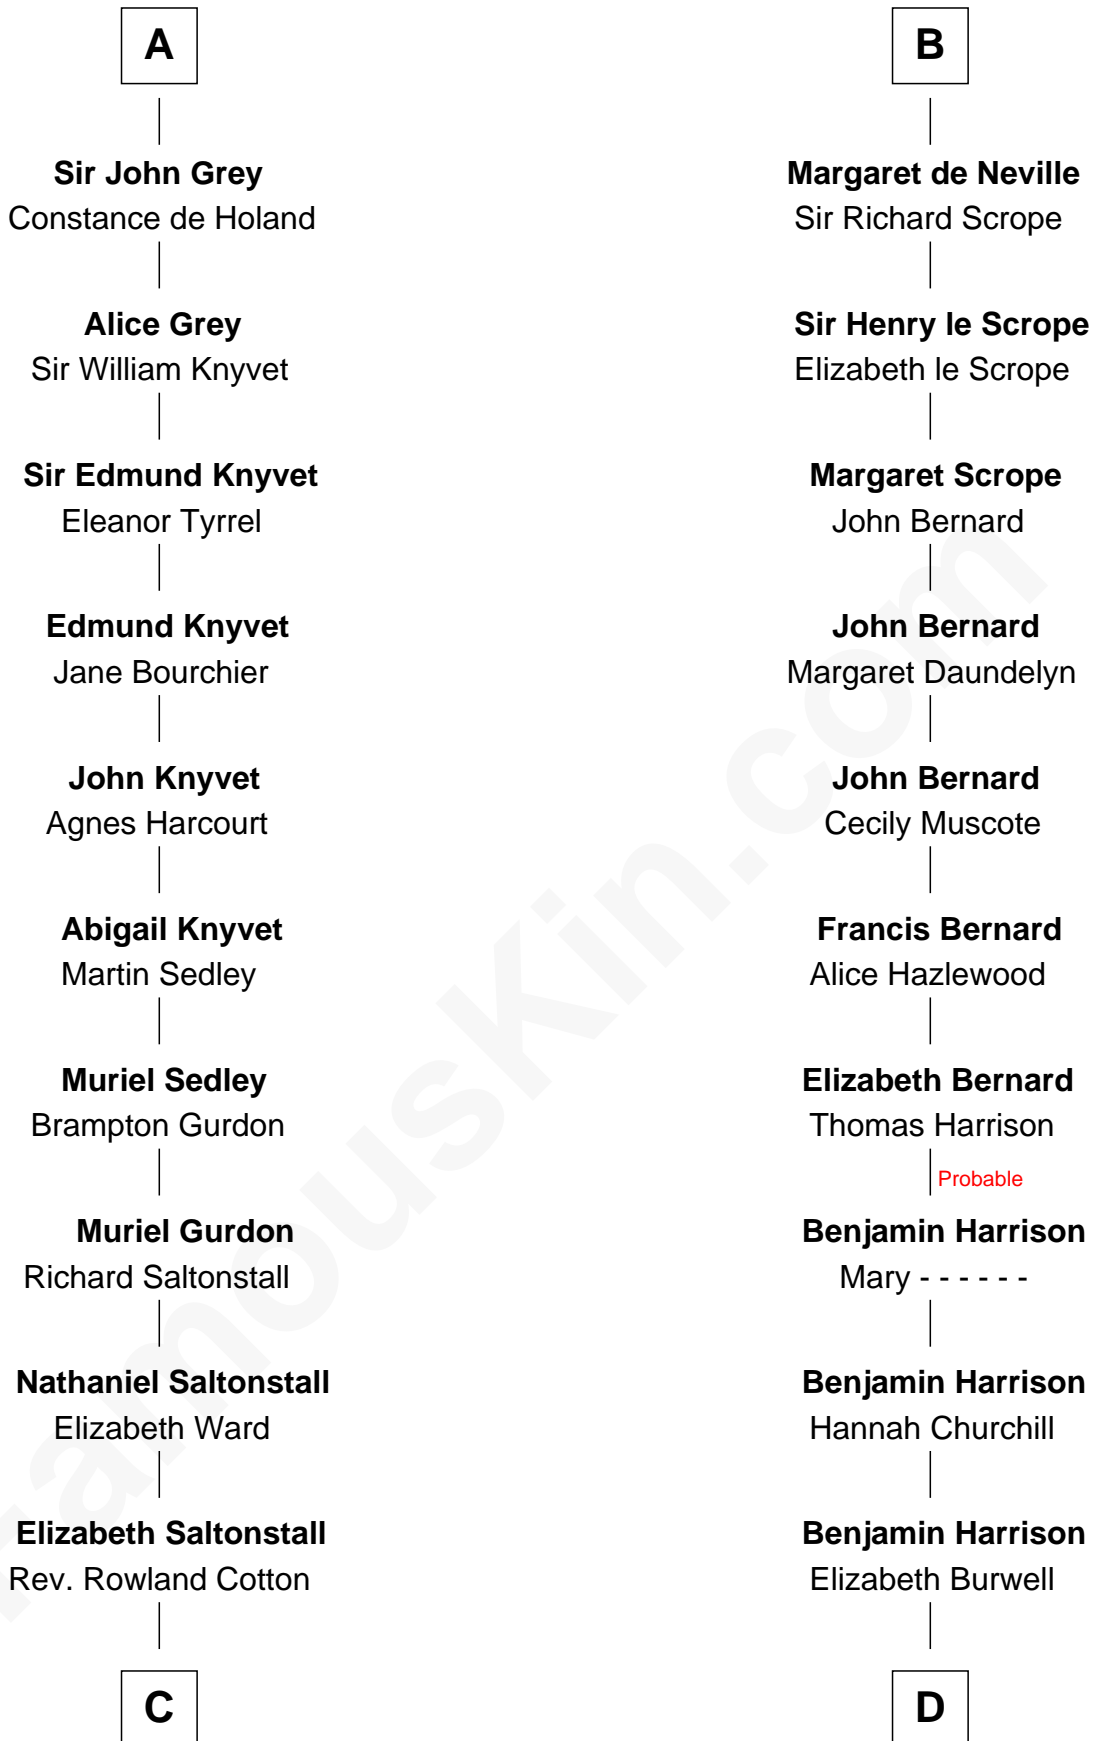 A
Sir John Grey
Constance de Holand
Alice Grey
Sir William Knyvet
Sir Edmund Knyvet
Eleanor Tyrrel
Edmund Knyvet
Jane Bourchier
John Knyvet
Agnes Harcourt
Abigail Knyvet
Martin Sedley
Muriel Sedley
Brampton Gurdon
Muriel Gurdon
Richard Saltonstall
Nathaniel Saltonstall
Elizabeth Ward
Elizabeth Saltonstall
Rev. Rowland Cotton
C
B
Margaret de Neville
Sir Richard Scrope
Sir Henry le Scrope
Elizabeth le Scrope
Margaret Scrope
John Bernard
John Bernard
Margaret Daundelyn
John Bernard
Cecily Muscote
Francis Bernard
Alice Hazlewood
Elizabeth Bernard
Thomas Harrison
Probable
Benjamin Harrison
Mary - - - - - -
Benjamin Harrison
Hannah Churchill
Benjamin Harrison
Elizabeth Burwell
D
FamousKin.com